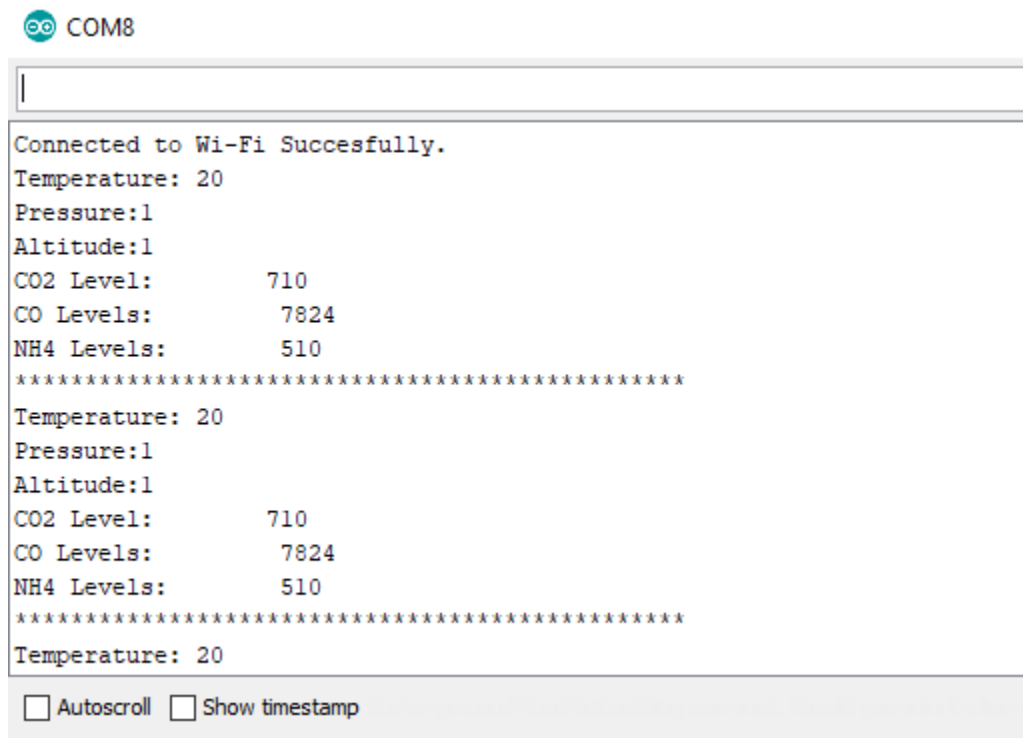 COM8
Connected to Wi-Fi Succesfully.
Temperature: 20
Pressure:1
Altitude:1
CO2 Level:        710
CO Levels:         7824
NH4 Levels:        510
************************************************
Temperature: 20
Pressure:1
Altitude:1
CO2 Level:        710
CO Levels:         7824
NH4 Levels:        510
************************************************
Temperature: 20
Autoscroll Show timestamp